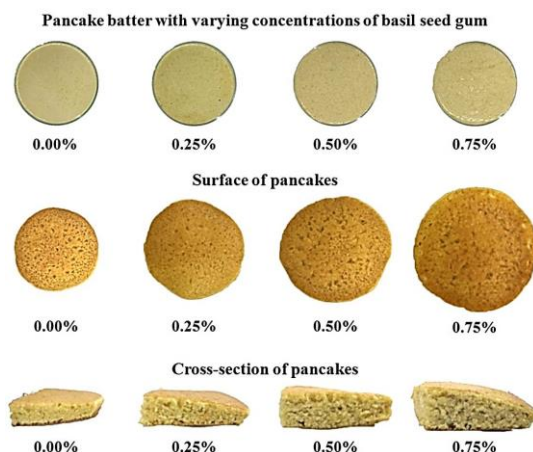 Pancake batter with varying concentrations of basil seed gum
0.00% 0.25% 0.50% 0.75%
Surface of pancakes
0.00% 0.25% 0.50% 0.75%
Cross-section of pancakes
0.00% 0.25% 0.50% 0.75%